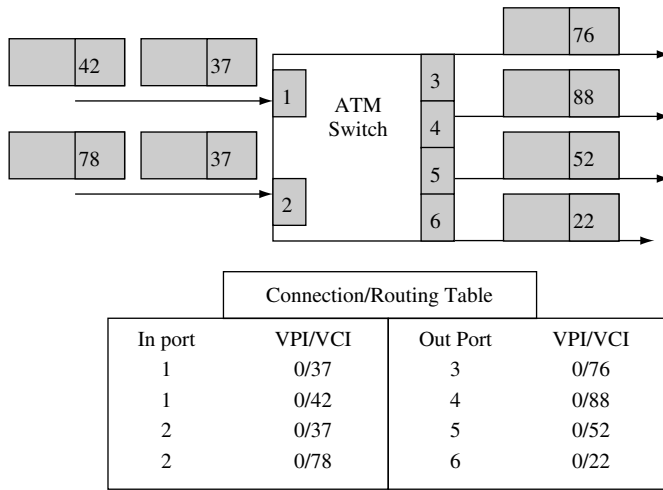 76
42 37
3
1 ATM 88
Switch
4
78 37
5 52
2
6 22
Connection/Routing Table
In port VPI/VCI Out Port VPI/VCI
1 0/37 3 0/76
1 0/42 4 0/88
2 0/37 5 0/52
2 0/78 6 0/22